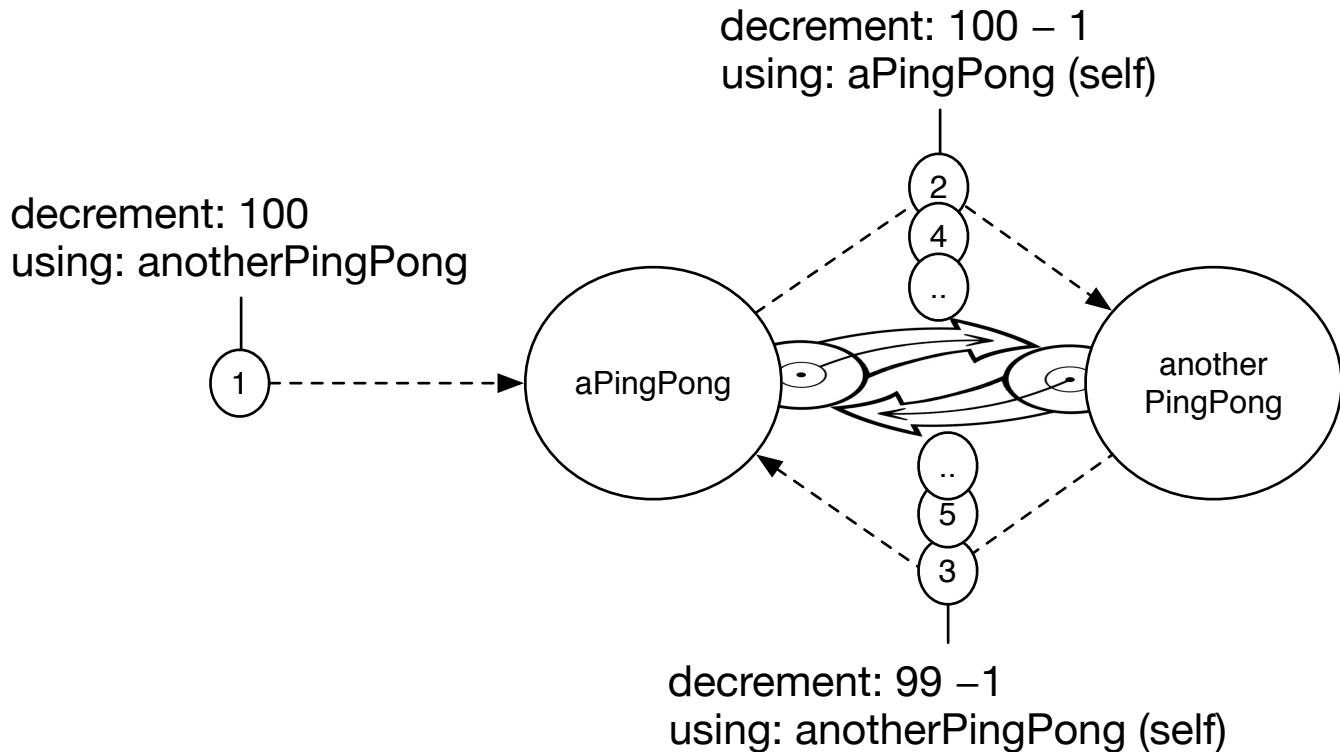 decrement: 100 – 1
using: aPingPong (self)
2
decrement: 100
using: anotherPingPong
4
..
1
aPingPong
another
PingPong
..
5
3
decrement: 99 –1
using: anotherPingPong (self)